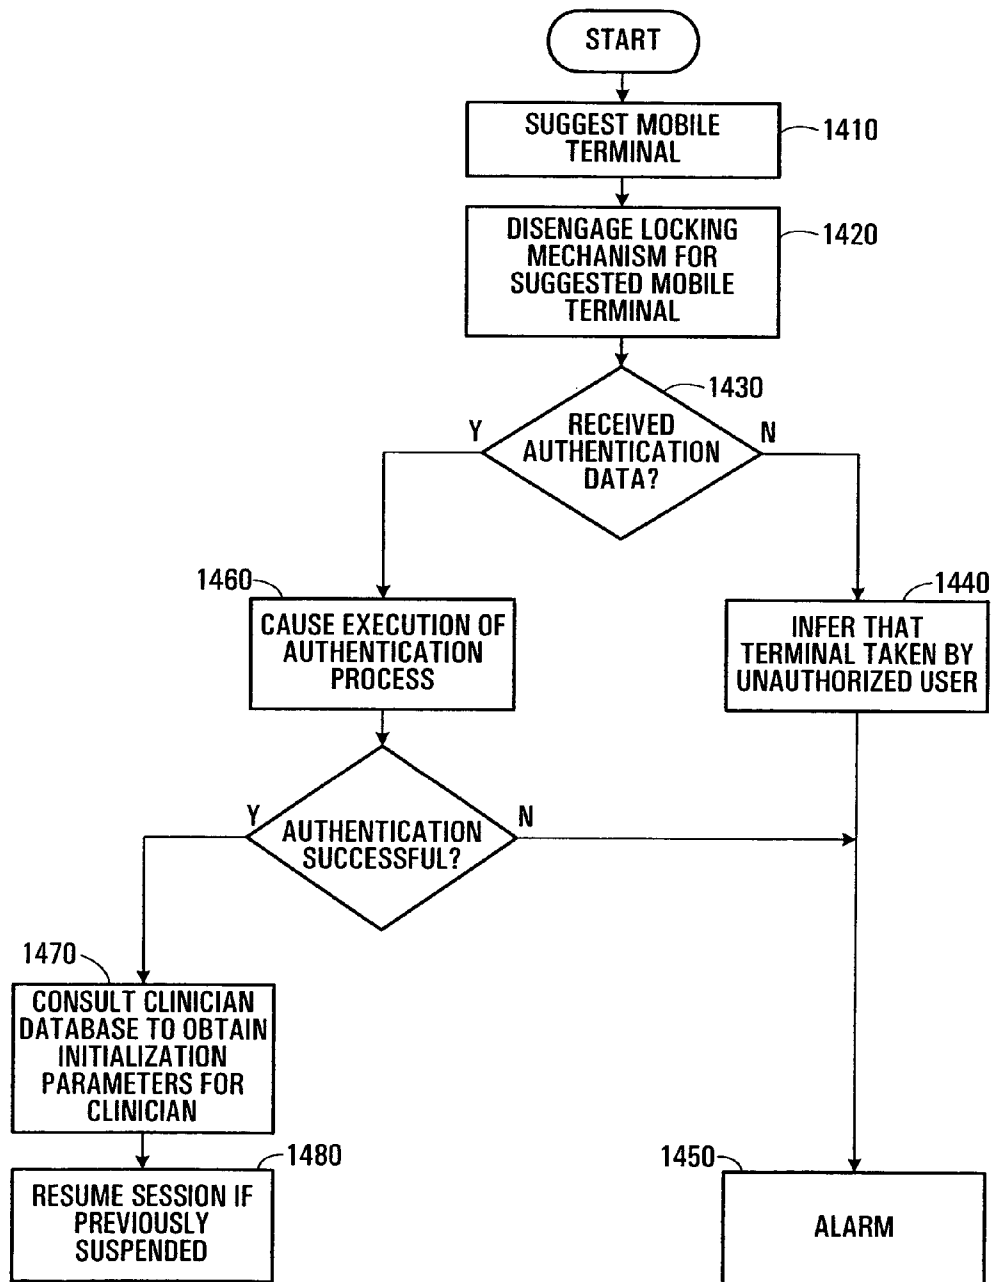 START
SUGGEST MOBILE
TERMINAL
1410
DISENGAGE LOCKING
MECHANISM FOR
SUGGESTED MOBILE
TERMINAL
1420
1430
RECEIVED
AUTHENTICATION
DATA?
Y
N
1460
CAUSE EXECUTION OF
AUTHENTICATION
PROCESS
1440
INFER THAT
TERMINAL TAKEN BY
UNAUTHORIZED USER
Y
N
AUTHENTICATION
SUCCESSFUL?
1470
CONSULT CLINICIAN
DATABASE TO OBTAIN
INITIALIZATION
PARAMETERS FOR
CLINICIAN
1480
RESUME SESSION IF
PREVIOUSLY
SUSPENDED
1450
ALARM